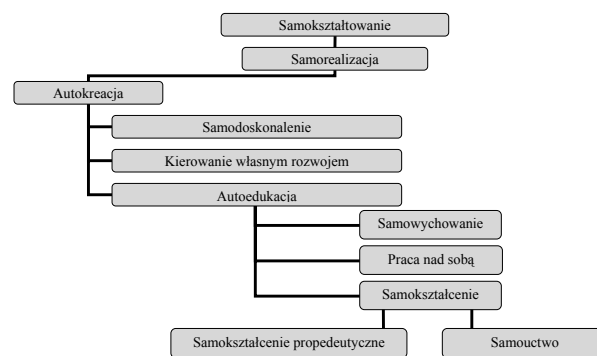 Samokształtowanie
Samorealizacja
Autokreacja
Samodoskonalenie
Kierowanie własnym rozwojem
Autoedukacja
Samowychowanie
Praca nad sobą
Samokształcenie
Samokształcenie propedeutyczne
Samouctwo